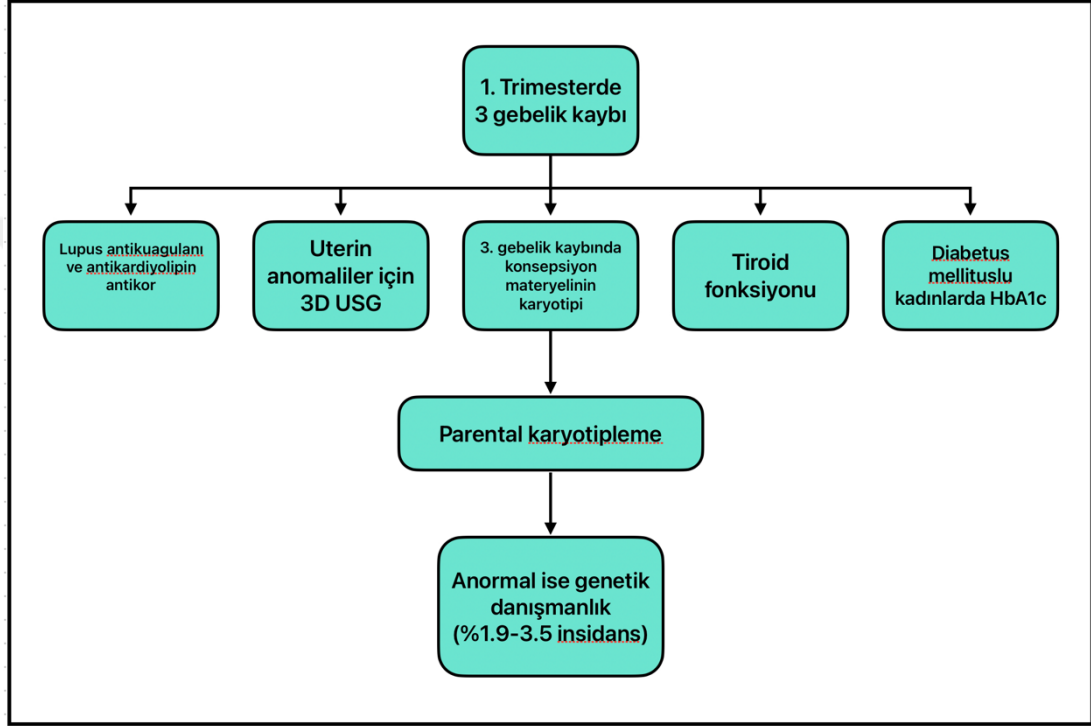 1. Trimesterde
3 gebelik kaybı
Lupus antikuagulanı
ve antikardiyolipin
antikor
Uterin
anomaliler için
3D USG
3. gebelik kaybında
konsepsiyon
materyelinin
karyotipi
Tiroid
fonksiyonu
Diabetus
mellituslu
kadınlarda HbA1c
Parental karyotipleme
Anormal ise genetik
danışmanlık
(%1.9-3.5 insidans)